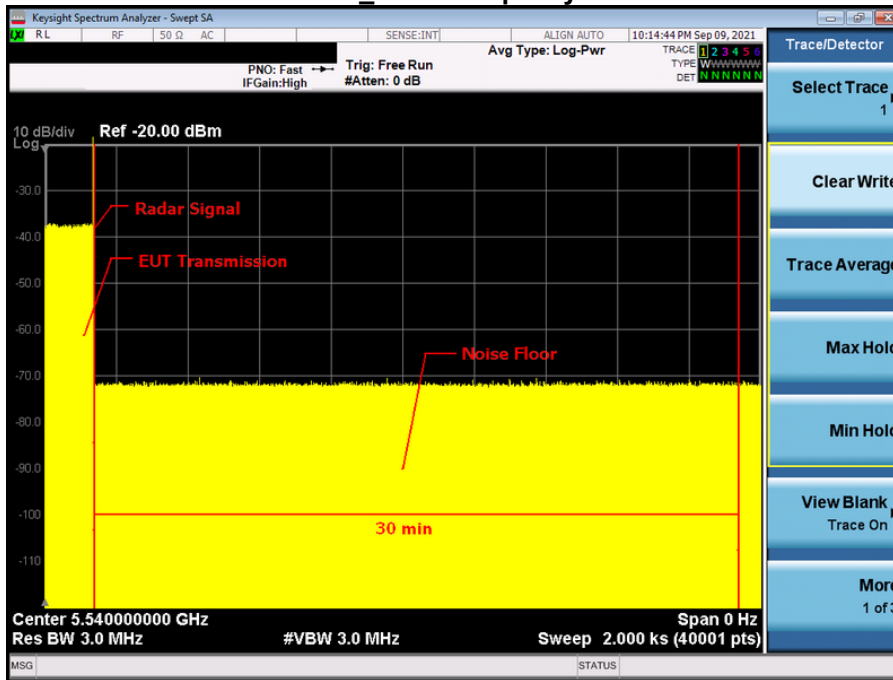 Keysight Spectrum Analyzer - Swept SA
LXI RL RF 50 Ω AC SENSE:INT ALIGN AUTO 10:14:44 PM Sep 09, 2021
Trace/Detector
Avg Type: Log-Pwr
TRACE 1 2 3 4 5 6
TYPE W
DET N N N N N N
PNO: Fast
IFGain:High
Trig: Free Run
#Atten: 0 dB
Select Trace
1
10 dB/div Ref -20.00 dBm
Log
Clear Write
Trace Average
Max Hold
Min Hold
View Blank
Trace On
More
1 of 3
-30.0
-40.0
-50.0
-60.0
-70.0
-80.0
-90.0
-100
-110
Radar Signal
EUT Transmission
Noise Floor
30 min
Center 5.540000000 GHz Span 0 Hz
Res BW 3.0 MHz #VBW 3.0 MHz Sweep 2.000 ks (40001 pts)
MSG STATUS